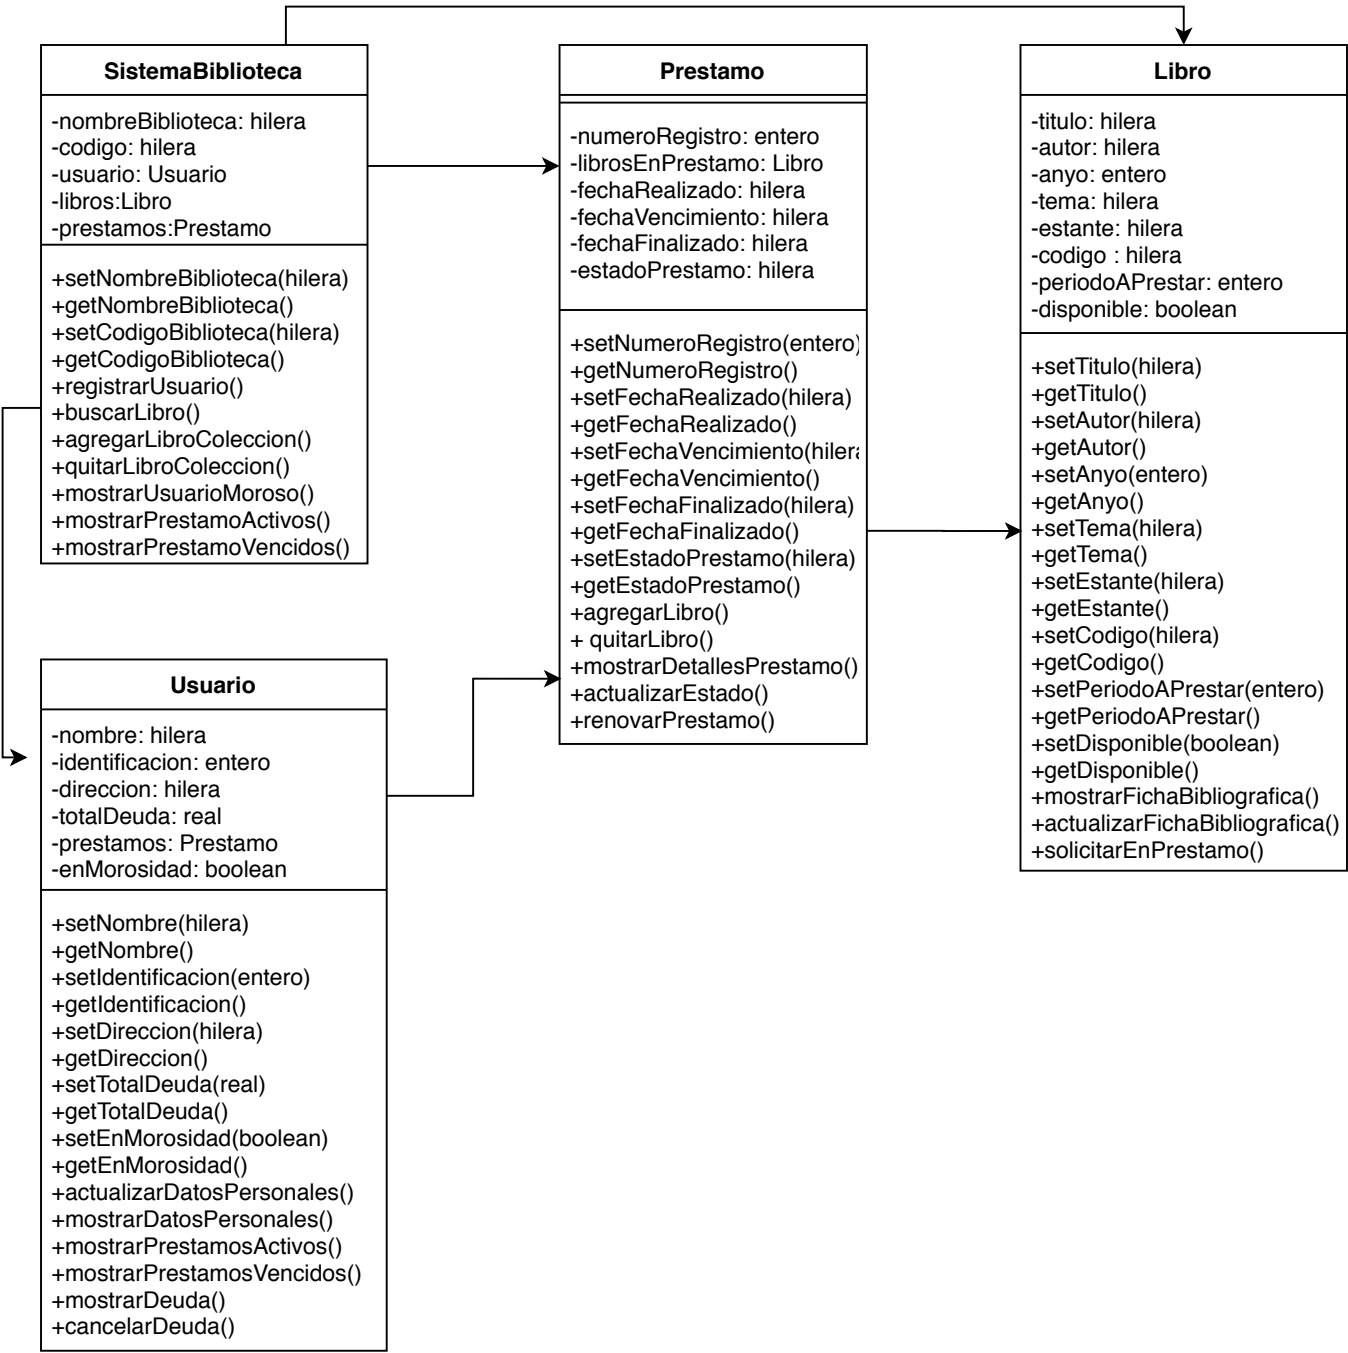 SistemaBiblioteca
-nombreBiblioteca: hilera
-codigo: hilera
-usuario: Usuario
-libros:Libro
-prestamos:Prestamo
+setNombreBiblioteca(hilera)
+getNombreBiblioteca()
+setCodigoBiblioteca(hilera)
+getCodigoBiblioteca()
+registrarUsuario()
+buscarLibro()
+agregarLibroColeccion()
+quitarLibroColeccion()
+mostrarUsuarioMoroso()
+mostrarPrestamoActivos()
+mostrarPrestamoVencidos()
Prestamo
-numeroRegistro: entero
-librosEnPrestamo: Libro
-fechaRealizado: hilera
-fechaVencimiento: hilera
-fechaFinalizado: hilera
-estadoPrestamo: hilera
+setNumeroRegistro(entero)
+getNumeroRegistro()
+setFechaRealizado(hilera)
+getFechaRealizado()
+setFechaVencimiento(hilera
+getFechaVencimiento()
+setFechaFinalizado(hilera)
+getFechaFinalizado()
+setEstadoPrestamo(hilera)
+getEstadoPrestamo()
+agregarLibro()
+ quitarLibro()
+mostrarDetallesPrestamo()
+actualizarEstado()
+renovarPrestamo()
Libro
-titulo: hilera
-autor: hilera
-anyo: entero
-tema: hilera
-estante: hilera
-codigo : hilera
-periodoAPrestar: entero
-disponible: boolean
+setTitulo(hilera)
+getTitulo()
+setAutor(hilera)
+getAutor()
+setAnyo(entero)
+getAnyo()
+setTema(hilera)
+getTema()
+setEstante(hilera)
+getEstante()
+setCodigo(hilera)
+getCodigo()
+setPeriodoAPrestar(entero)
+getPeriodoAPrestar()
+setDisponible(boolean)
+getDisponible()
+mostrarFichaBibliografica()
+actualizarFichaBibliografica()
+solicitarEnPrestamo()
Usuario
-nombre: hilera
-identificacion: entero
-direccion: hilera
-totalDeuda: real
-prestamos: Prestamo
-enMorosidad: boolean
+setNombre(hilera)
+getNombre()
+setIdentificacion(entero)
+getIdentificacion()
+setDireccion(hilera)
+getDireccion()
+setTotalDeuda(real)
+getTotalDeuda()
+setEnMorosidad(boolean)
+getEnMorosidad()
+actualizarDatosPersonales()
+mostrarDatosPersonales()
+mostrarPrestamosActivos()
+mostrarPrestamosVencidos()
+mostrarDeuda()
+cancelarDeuda()